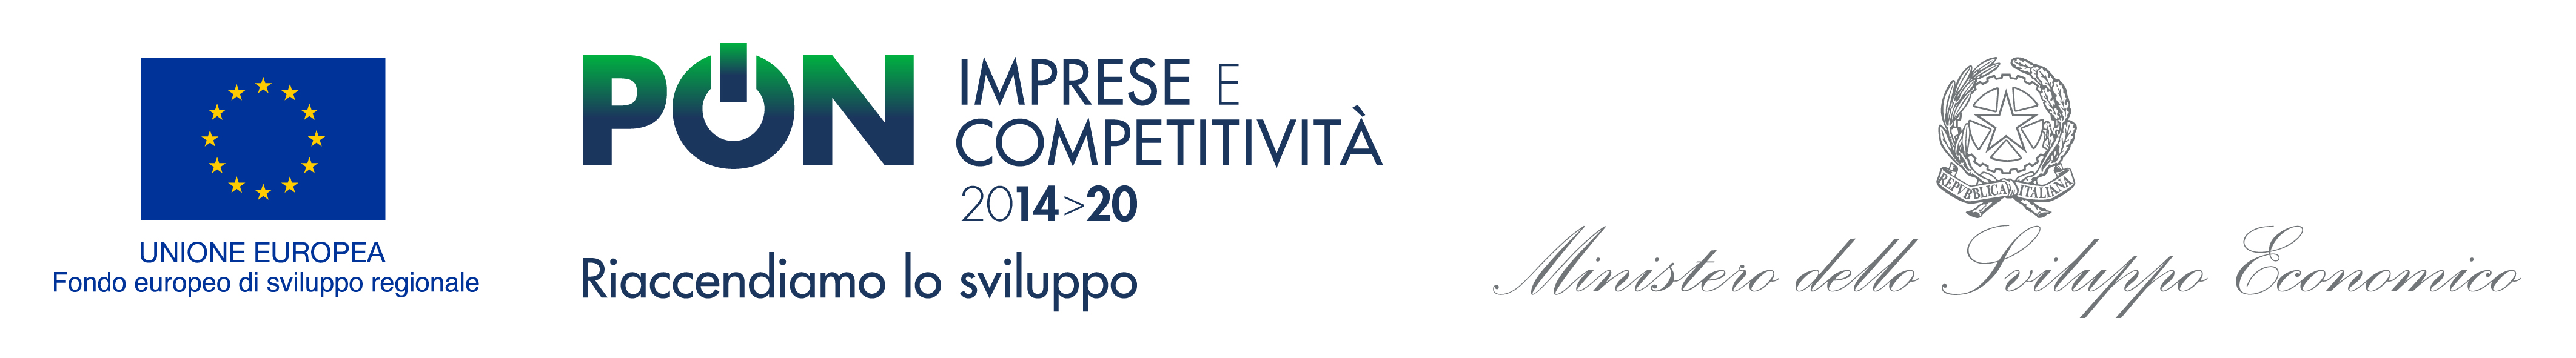 UNIONE EUROPEA
Fondo europeo di sviluppo regionale
PON
IMPRESE E
COMPETITIVITÀ
2014>20
Riaccendiamo lo sviluppo
REPVBBLICA ITALIANA
Ministero dello Sviluppo Economico